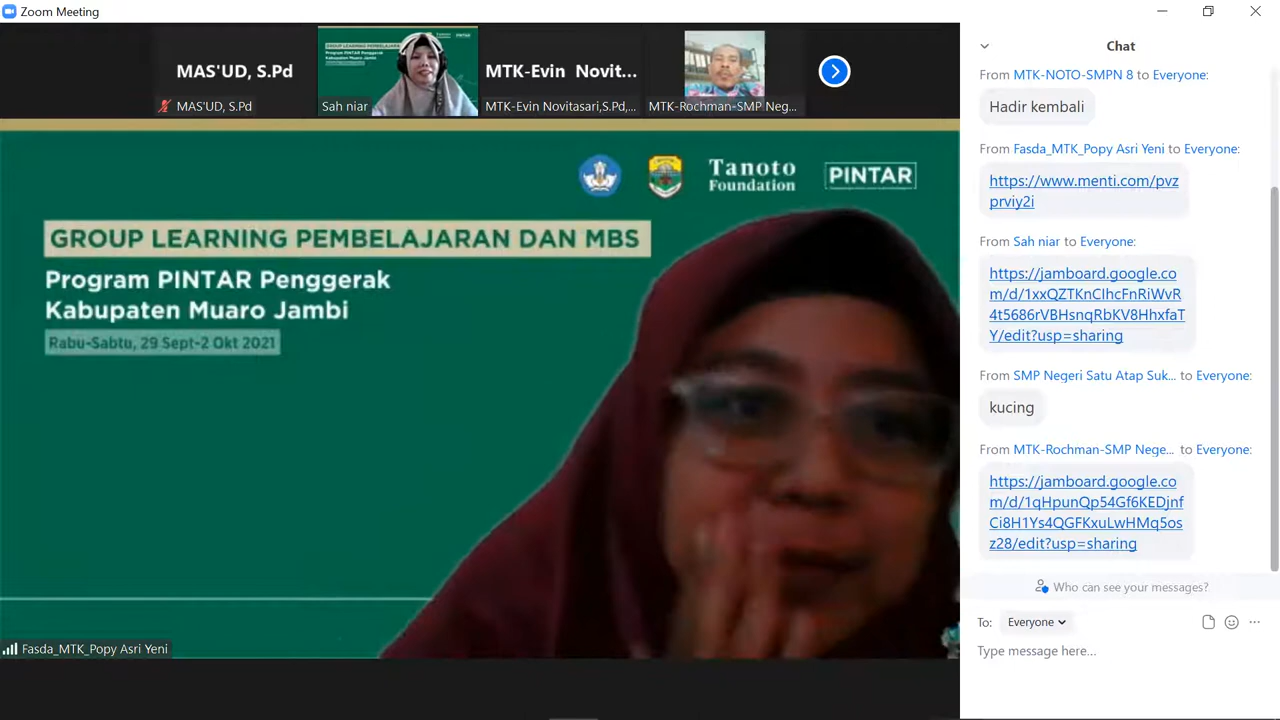 Zoom Meeting
MAS'UD, S.Pd
MAS'UD, S.Pd
Sah niar
MTK-Evin Novit...
MTK-Evin Novitasari,S.Pd,...
MTK-Rochman-SMP Neg...
Tanoto
Foundation
PINTAR
GROUP LEARNING PEMBELAJARAN DAN MBS
Program PINTAR Penggerak
Kabupaten Muaro Jambi
Rabu-Sabtu, 29 Sept-2 Okt 2021
Fasda_MTK_Popy Asri Yeni
Chat
From MTK-NOTO-SMPN 8 to Everyone:
Hadir kembali
From Fasda_MTK_Popy Asri Yeni to Everyone:
https://www.menti.com/pvz
prviy2i
From Sah niar to Everyone:
https://jamboard.google.co
m/d/1xxQZTKnCIhcFnRiWvR
4t5686rVBHsnqRbKV8HhxfaT
Y/edit?usp=sharing
From SMP Negeri Satu Atap Suk... to Everyone:
kucing
From MTK-Rochman-SMP Nege... to Everyone:
https://jamboard.google.co
m/d/1qHpunQp54Gf6KEDjnf
Ci8H1Ys4QGFKxuLwHMq5os
z28/edit?usp=sharing
Who can see your messages?
To: Everyone
Type message here...